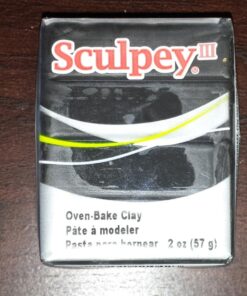 Sculpey III
Oven-Bake Clay
Pâte à modeler
Pasta para hornear 2 oz (57 g)